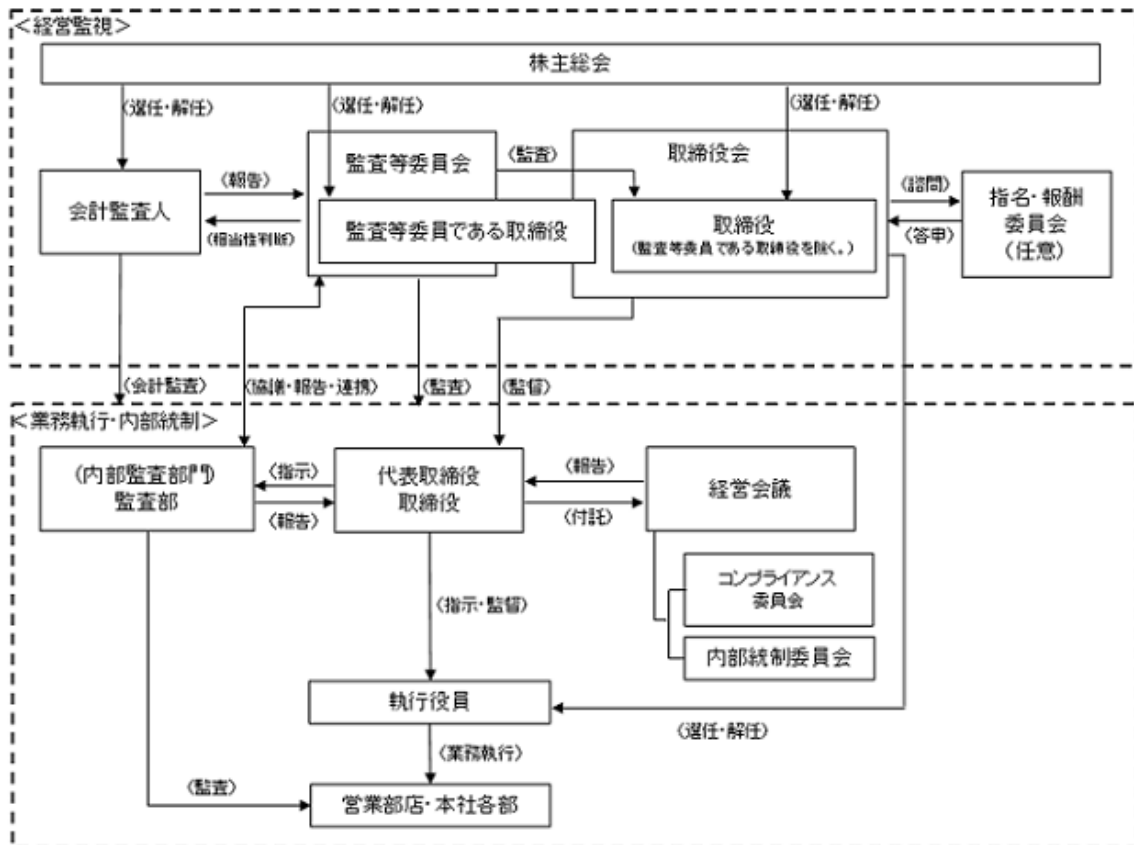 <経営監視>
株主総会
〈選任・解任〉
〈選任・解任〉
〈選任・解任〉
監査等委員会
〈監査〉
取締役会
会計監査人
〈報告〉
〈相当性判断〉
監査等委員である取締役
取締役
(監査等委員である取締役を除く。)
〈諮問〉
〈答申〉
指名・報酬
委員会
(任意)
〈会計監査〉
〈協議・報告・連携〉
〈監査〉
〈監督〉
<業務執行・内部統制>
(内部監査部門)
監査部
〈指示〉
〈報告〉
代表取締役
取締役
〈報告〉
〈付託〉
経営会議
コンプライアンス
委員会
内部統制委員会
〈指示・監督〉
執行役員
〈選任・解任〉
〈業務執行〉
〈監査〉
営業部店・本社各部